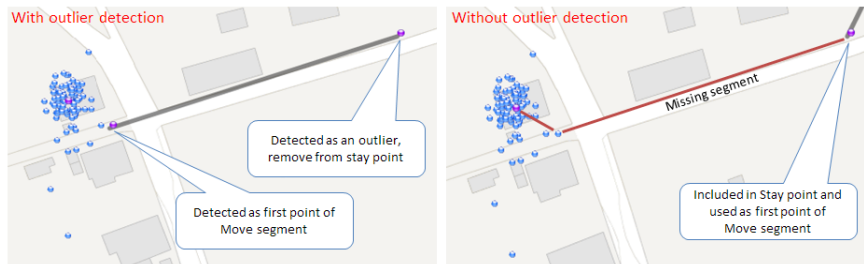 With outlier detection
Detected as an outlier,
remove from stay point
Detected as first point of
Move segment
Without outlier detection
Missing segment
Included in Stay point and
used as first point of
Move segment